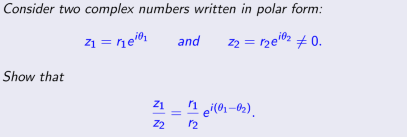 Consider two complex numbers written in polar form:
z₁ = r₁e^{iθ₁} and z₂ = r₂e^{iθ₂} ≠ 0.
Show that
z₁/z₂ = r₁/r₂ e^{i(θ₁−θ₂)}.